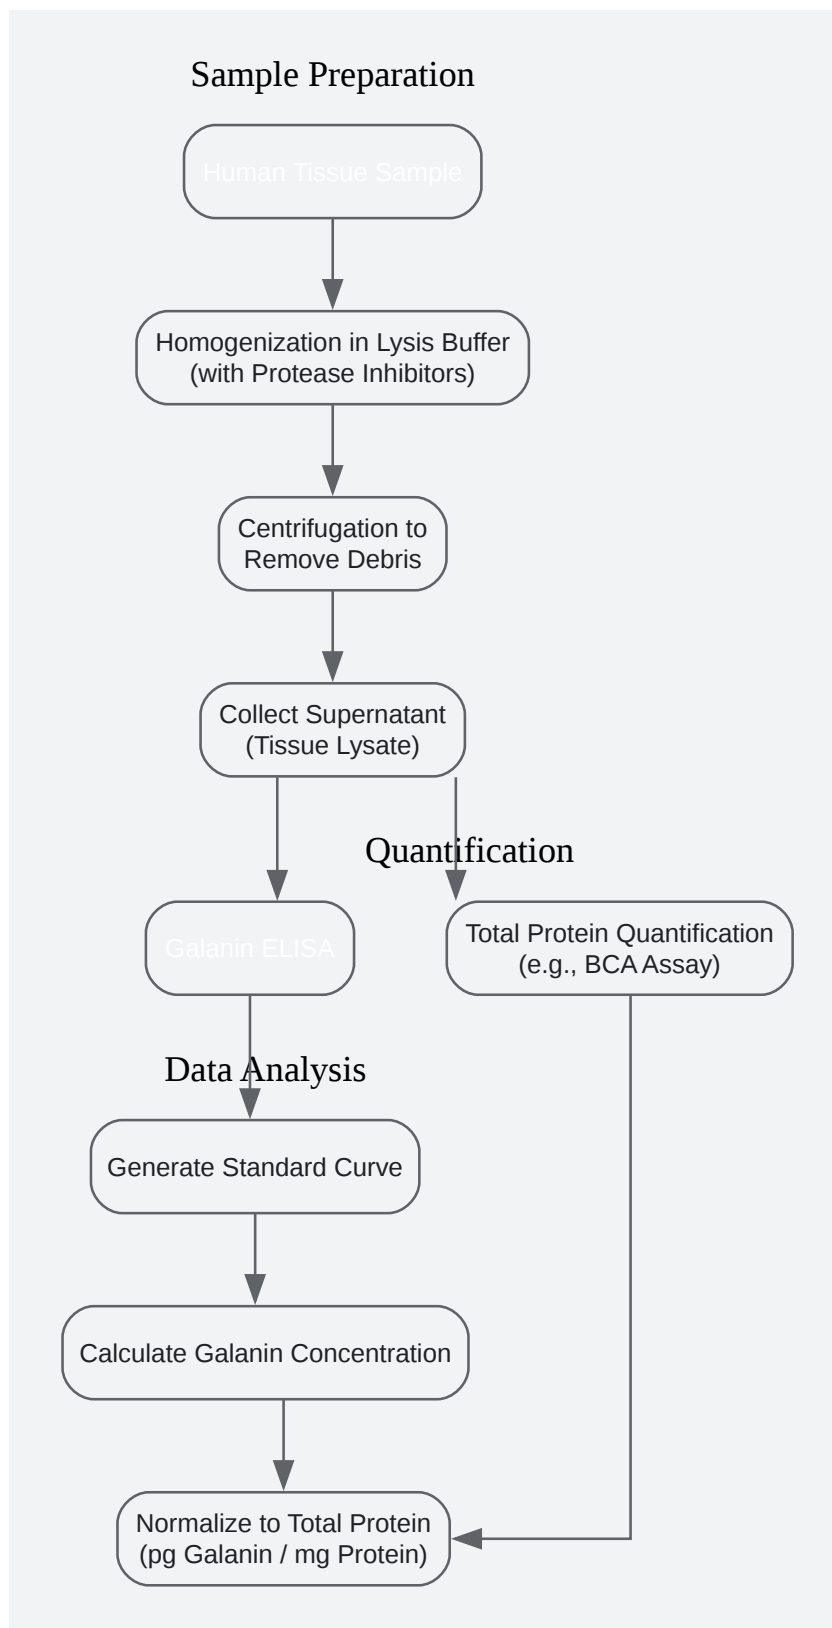 Sample Preparation
Human Tissue Sample
Homogenization in Lysis Buffer
(with Protease Inhibitors)
Centrifugation to
Remove Debris
Collect Supernatant
(Tissue Lysate)
Quantification
Galanin ELISA
Total Protein Quantification
(e.g., BCA Assay)
Data Analysis
Generate Standard Curve
Calculate Galanin Concentration
Normalize to Total Protein
(pg Galanin / mg Protein)